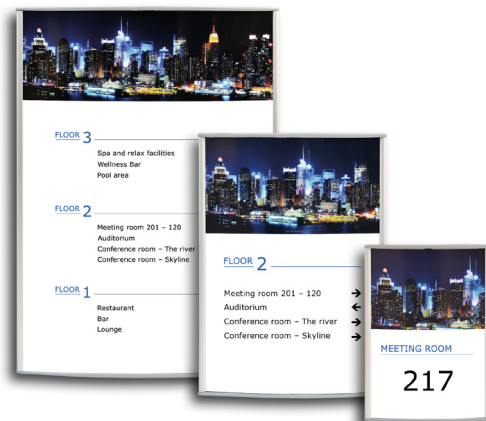 FLOOR 3
Spa and relax facilities
Wellness Bar
Pool area
FLOOR 2
Meeting room 201 – 120
Auditorium
Conference room – The river
Conference room – Skyline
FLOOR 1
Restaurant
Bar
Lounge
FLOOR 2
Meeting room 201 – 120 →
Auditorium ←
Conference room – The river →
Conference room – Skyline →
MEETING ROOM
217